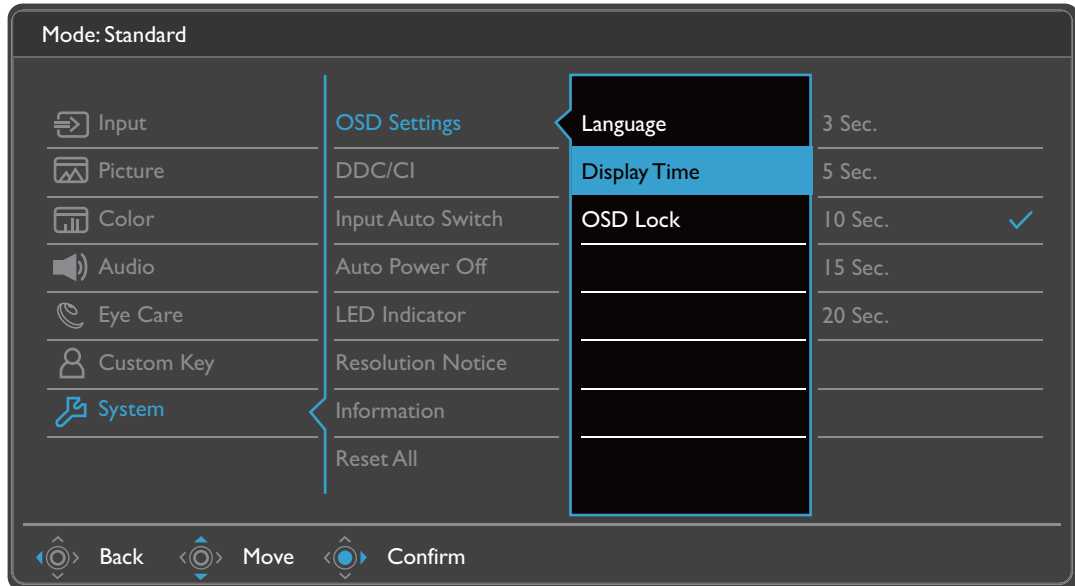 Mode: Standard
Input
Picture
Color
Audio
Eye Care
Custom Key
System
OSD Settings
DDC/CI
Input Auto Switch
Auto Power Off
LED Indicator
Resolution Notice
Information
Reset All
Language
Display Time
OSD Lock
3 Sec.
5 Sec.
10 Sec.
15 Sec.
20 Sec.
Back Move Confirm